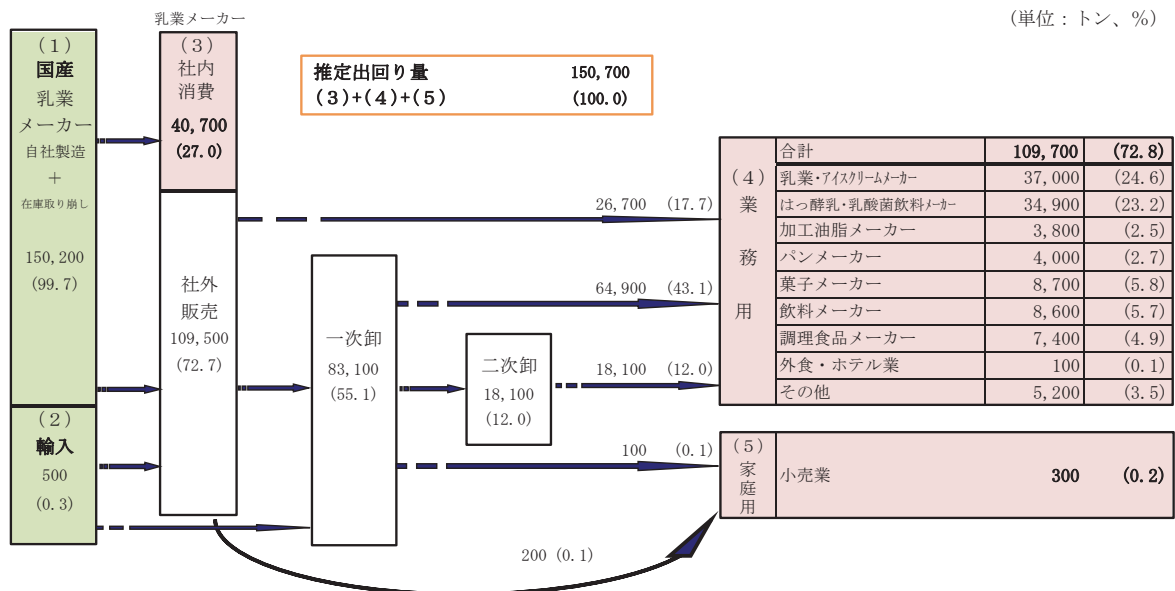 乳業メーカー
(単位：トン、%)
(1)
国産
乳業
メーカー
自社製造
+
在庫取り崩し
150,200
(99.7)
(2)
輸入
500
(0.3)
(3)
社内
消費
40,700
(27.0)
社外
販売
109,500
(72.7)
推定出回り量 150,700
(3)+(4)+(5) (100.0)
一次卸
83,100
(55.1)
二次卸
18,100
(12.0)
26,700 (17.7)
64,900 (43.1)
18,100 (12.0)
100 (0.1)
200 (0.1)
(4)
業
務
用
合計 109,700 (72.8)
乳業・アイスクリームメーカー 37,000 (24.6)
はっ酵乳・乳酸菌飲料メーカー 34,900 (23.2)
加工油脂メーカー 3,800 (2.5)
パンメーカー 4,000 (2.7)
菓子メーカー 8,700 (5.8)
飲料メーカー 8,600 (5.7)
調理食品メーカー 7,400 (4.9)
外食・ホテル業 100 (0.1)
その他 5,200 (3.5)
(5)
家
庭
用
小売業 300 (0.2)